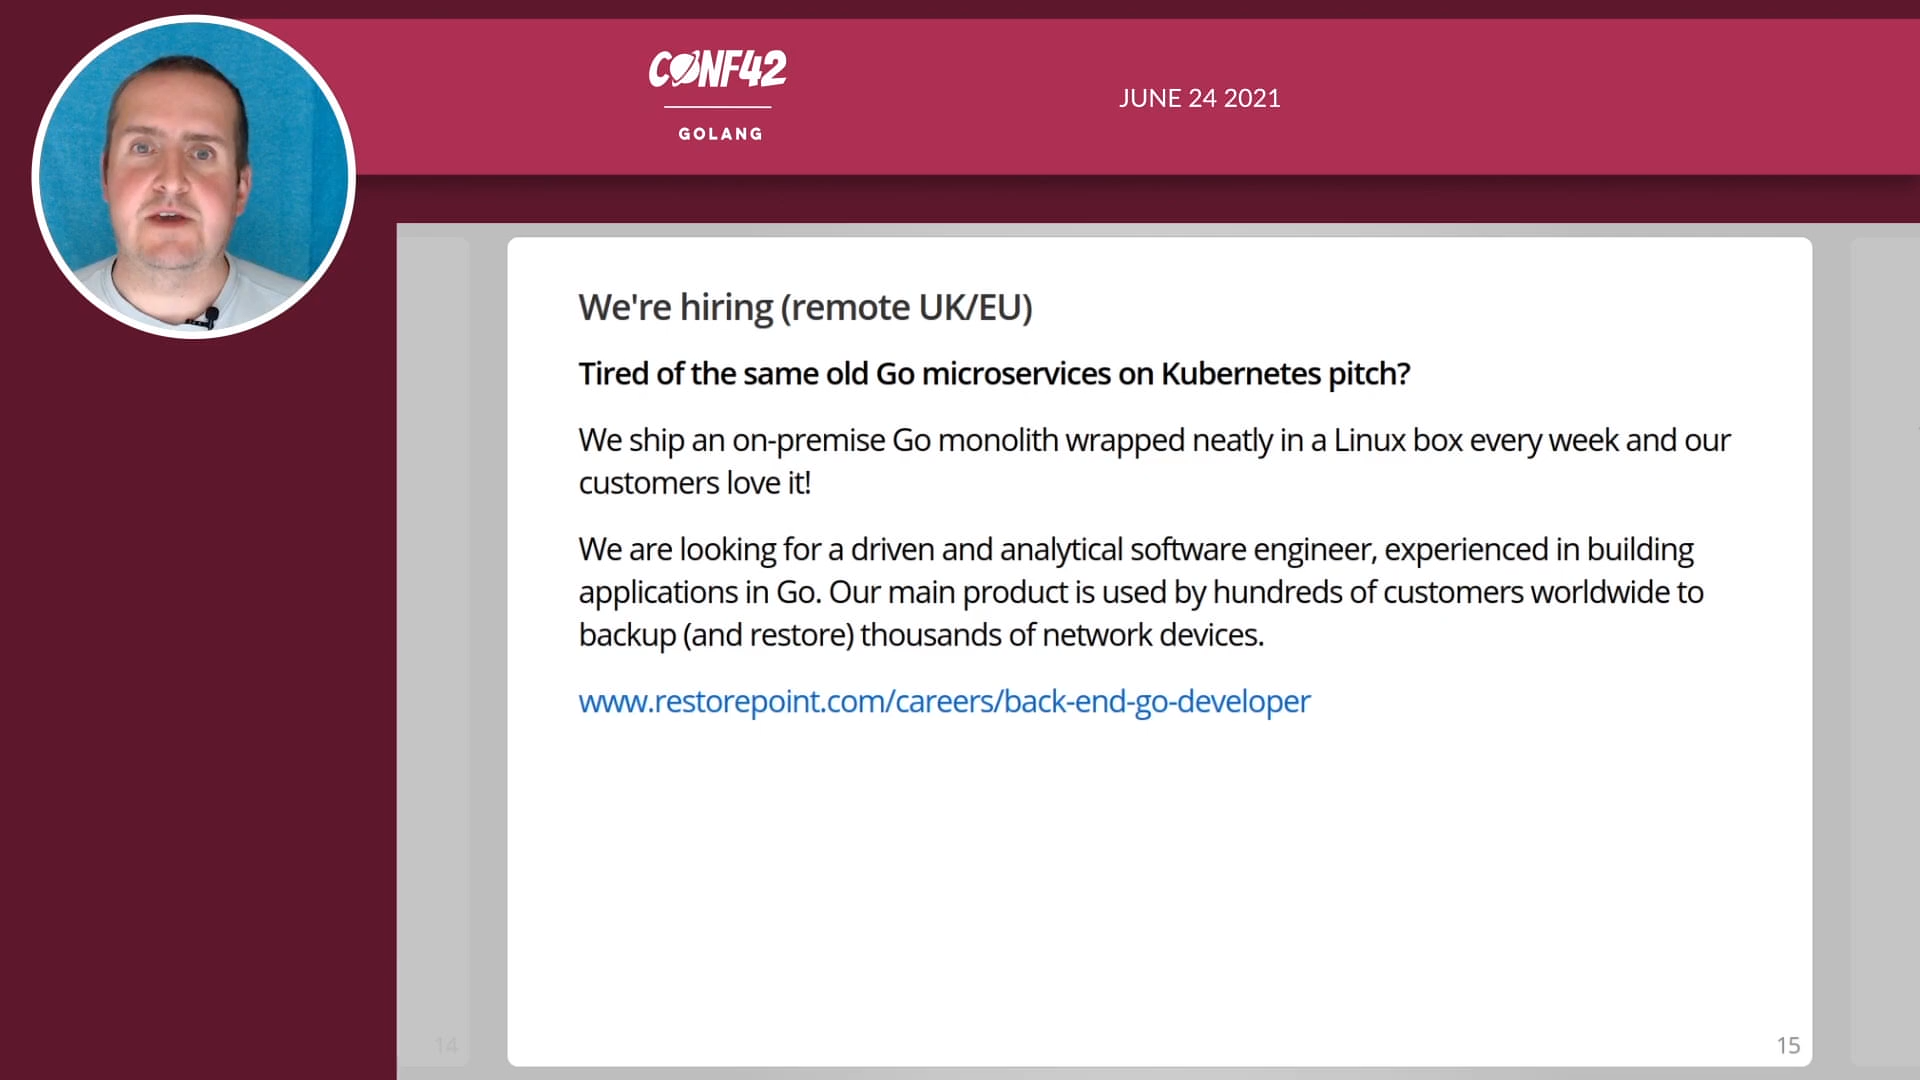 CONF42
GOLANG
JUNE 24 2021
We're hiring (remote UK/EU)
Tired of the same old Go microservices on Kubernetes pitch?
We ship an on-premise Go monolith wrapped neatly in a Linux box every week and our
customers love it!
We are looking for a driven and analytical software engineer, experienced in building
applications in Go. Our main product is used by hundreds of customers worldwide to
backup (and restore) thousands of network devices.
www.restorepoint.com/careers/back-end-go-developer
14
15